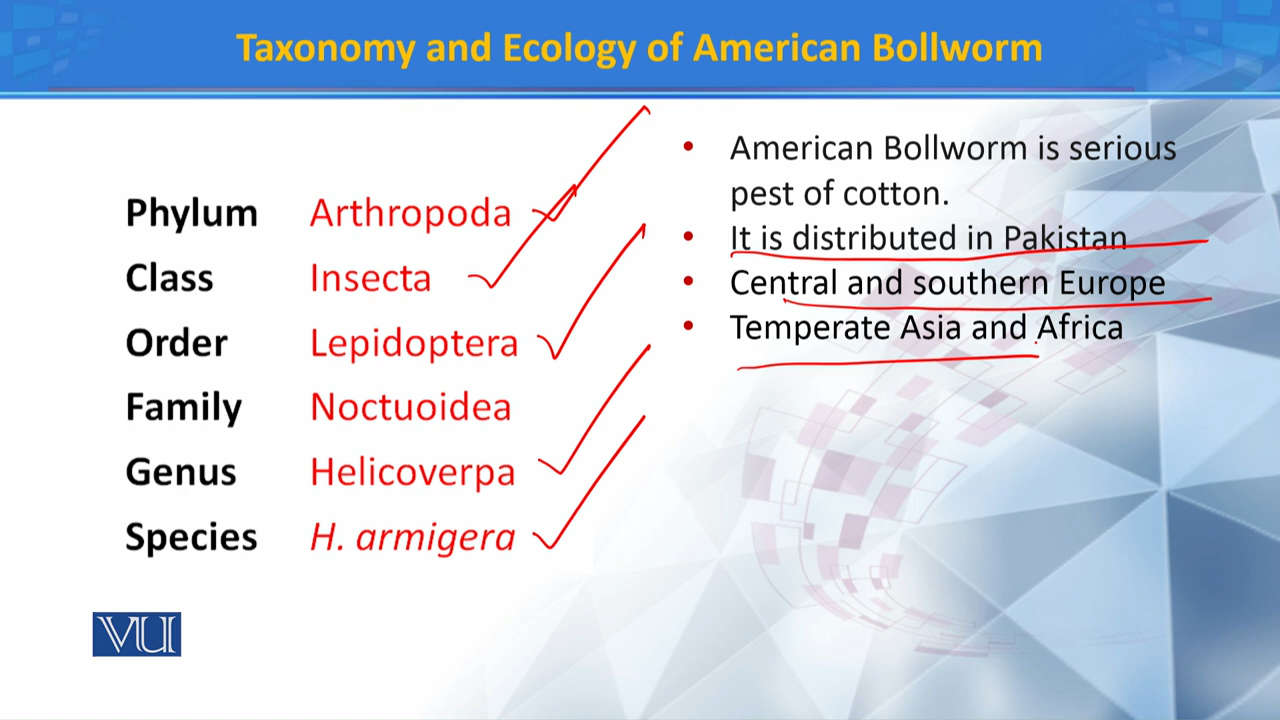 Taxonomy and Ecology of American Bollworm
Phylum Arthropoda
Class Insecta
Order Lepidoptera
Family Noctuoidea
Genus Helicoverpa
Species H. armigera
• American Bollworm is serious
pest of cotton.
• It is distributed in Pakistan
• Central and southern Europe
• Temperate Asia and Africa
VU